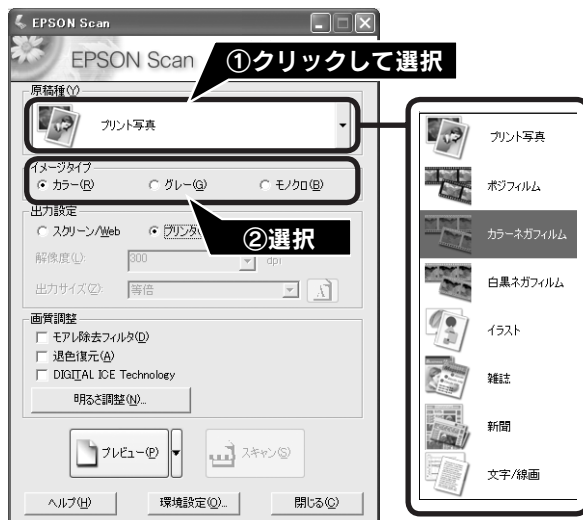 EPSON Scan
EPSON Scan
①クリックして選択
原稿種(Y)
プリント写真
イメージタイプ
カラー(R)
グレー(G)
モノクロ(B)
出力設定
スクリーン/Web
プリンタ(
②選択
解像度(L):
300
dpi
出力サイズ(Z):
等倍
画質調整
モアレ除去フィルタ(D)
退色復元(A)
DIGITAL ICE Technology
明るさ調整(N)...
プレビュー(P)
スキャン(S)
ヘルプ(H)
環境設定(O)...
閉じる(C)
プリント写真
ポジフィルム
カラーネガフィルム
白黒ネガフィルム
イラスト
雑誌
新聞
文字/線画